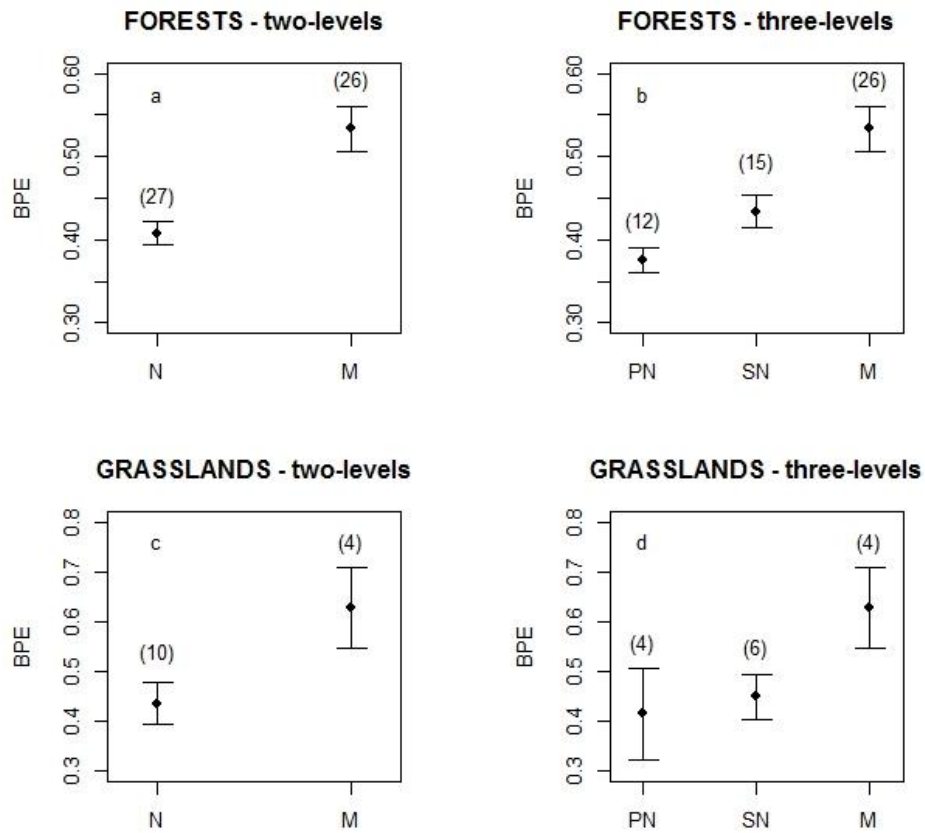 FORESTS - two-levels
a
(26)
(27)
BPE
0.60
0.50
0.40
0.30
N M
FORESTS - three-levels
b
(26)
(15)
(12)
BPE
0.60
0.50
0.40
0.30
PN SN M
GRASSLANDS - two-levels
c
(4)
(10)
BPE
0.8
0.7
0.6
0.5
0.4
0.3
N M
GRASSLANDS - three-levels
d
(4)
(4)
(6)
BPE
0.8
0.7
0.6
0.5
0.4
0.3
PN SN M